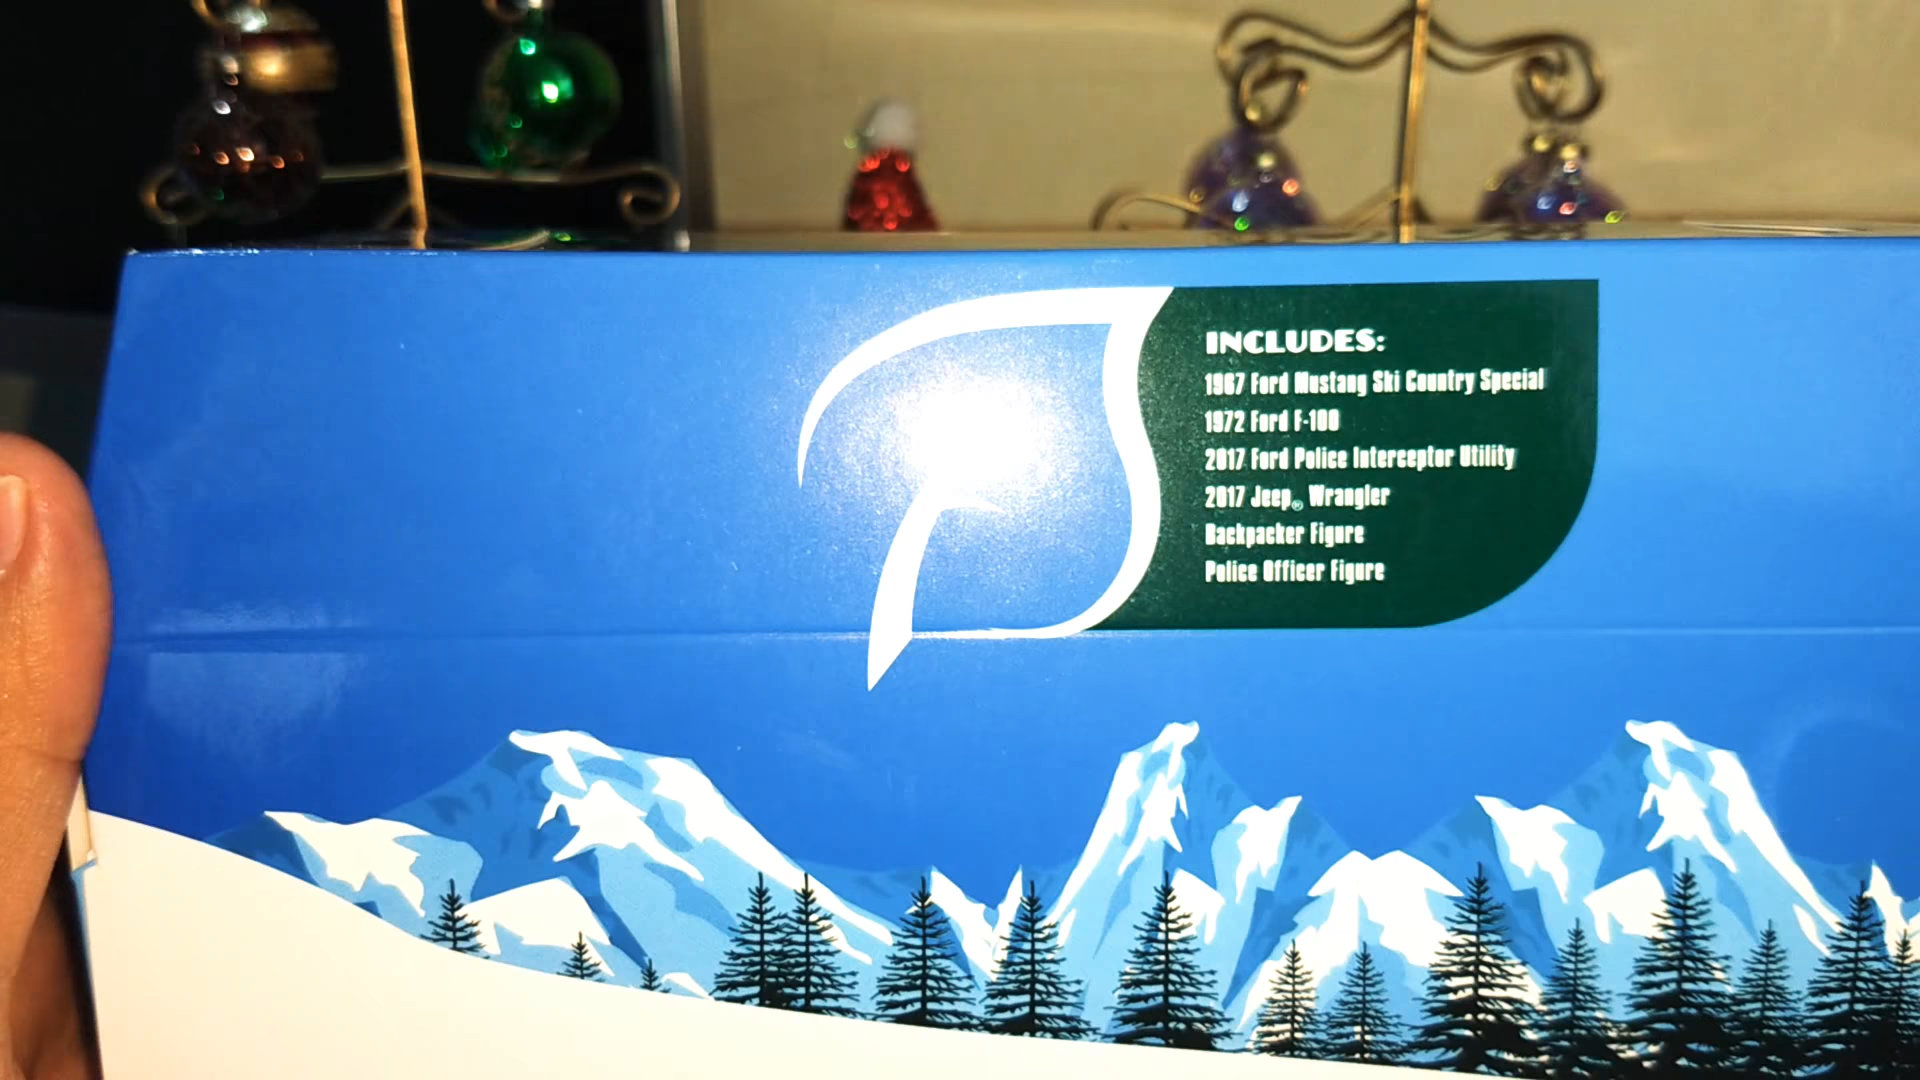 INCLUDES:
1967 Ford Mustang Ski Country Special
1972 Ford F-100
2017 Ford Police Interceptor Utility
2017 Jeep® Wrangler
Backpacker Figure
Police Officer Figure